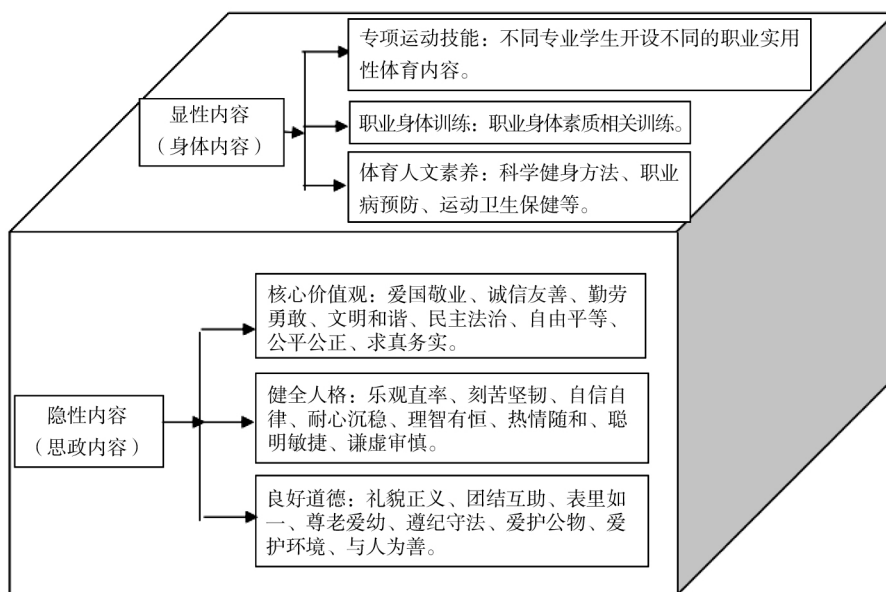 专项运动技能：不同专业学生开设不同的职业实用
性体育内容。
显性内容
（身体内容）
职业身体训练：职业身体素质相关训练。
体育人文素养：科学健身方法、职业
病预防、运动卫生保健等。
核心价值观：爱国敬业、诚信友善、勤劳
勇敢、文明和谐、民主法治、自由平等、
公平公正、求真务实。
隐性内容
（思政内容）
健全人格：乐观直率、刻苦坚韧、自信自
律、耐心沉稳、理智有恒、热情随和、聪
明敏捷、谦虚审慎。
良好道德：礼貌正义、团结互助、表里如
一、尊老爱幼、遵纪守法、爱护公物、爱
护环境、与人为善。